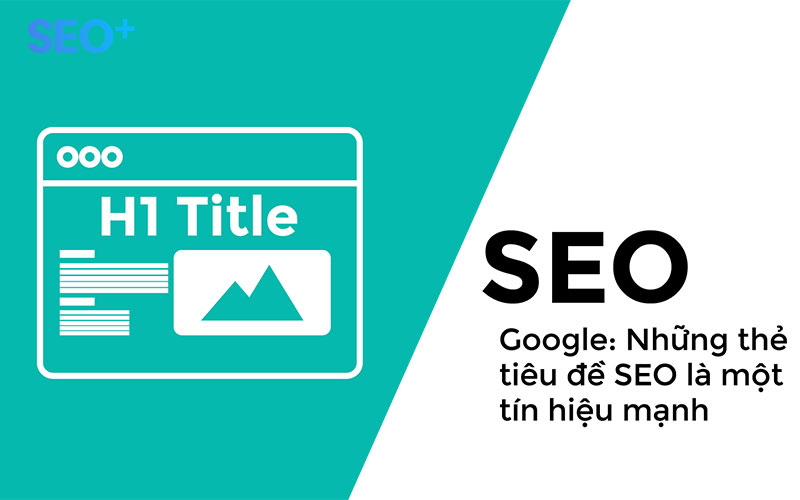 SEO+
H1 Title
SEO
Google: Những thẻ
tiêu đề SEO là một
tín hiệu mạnh